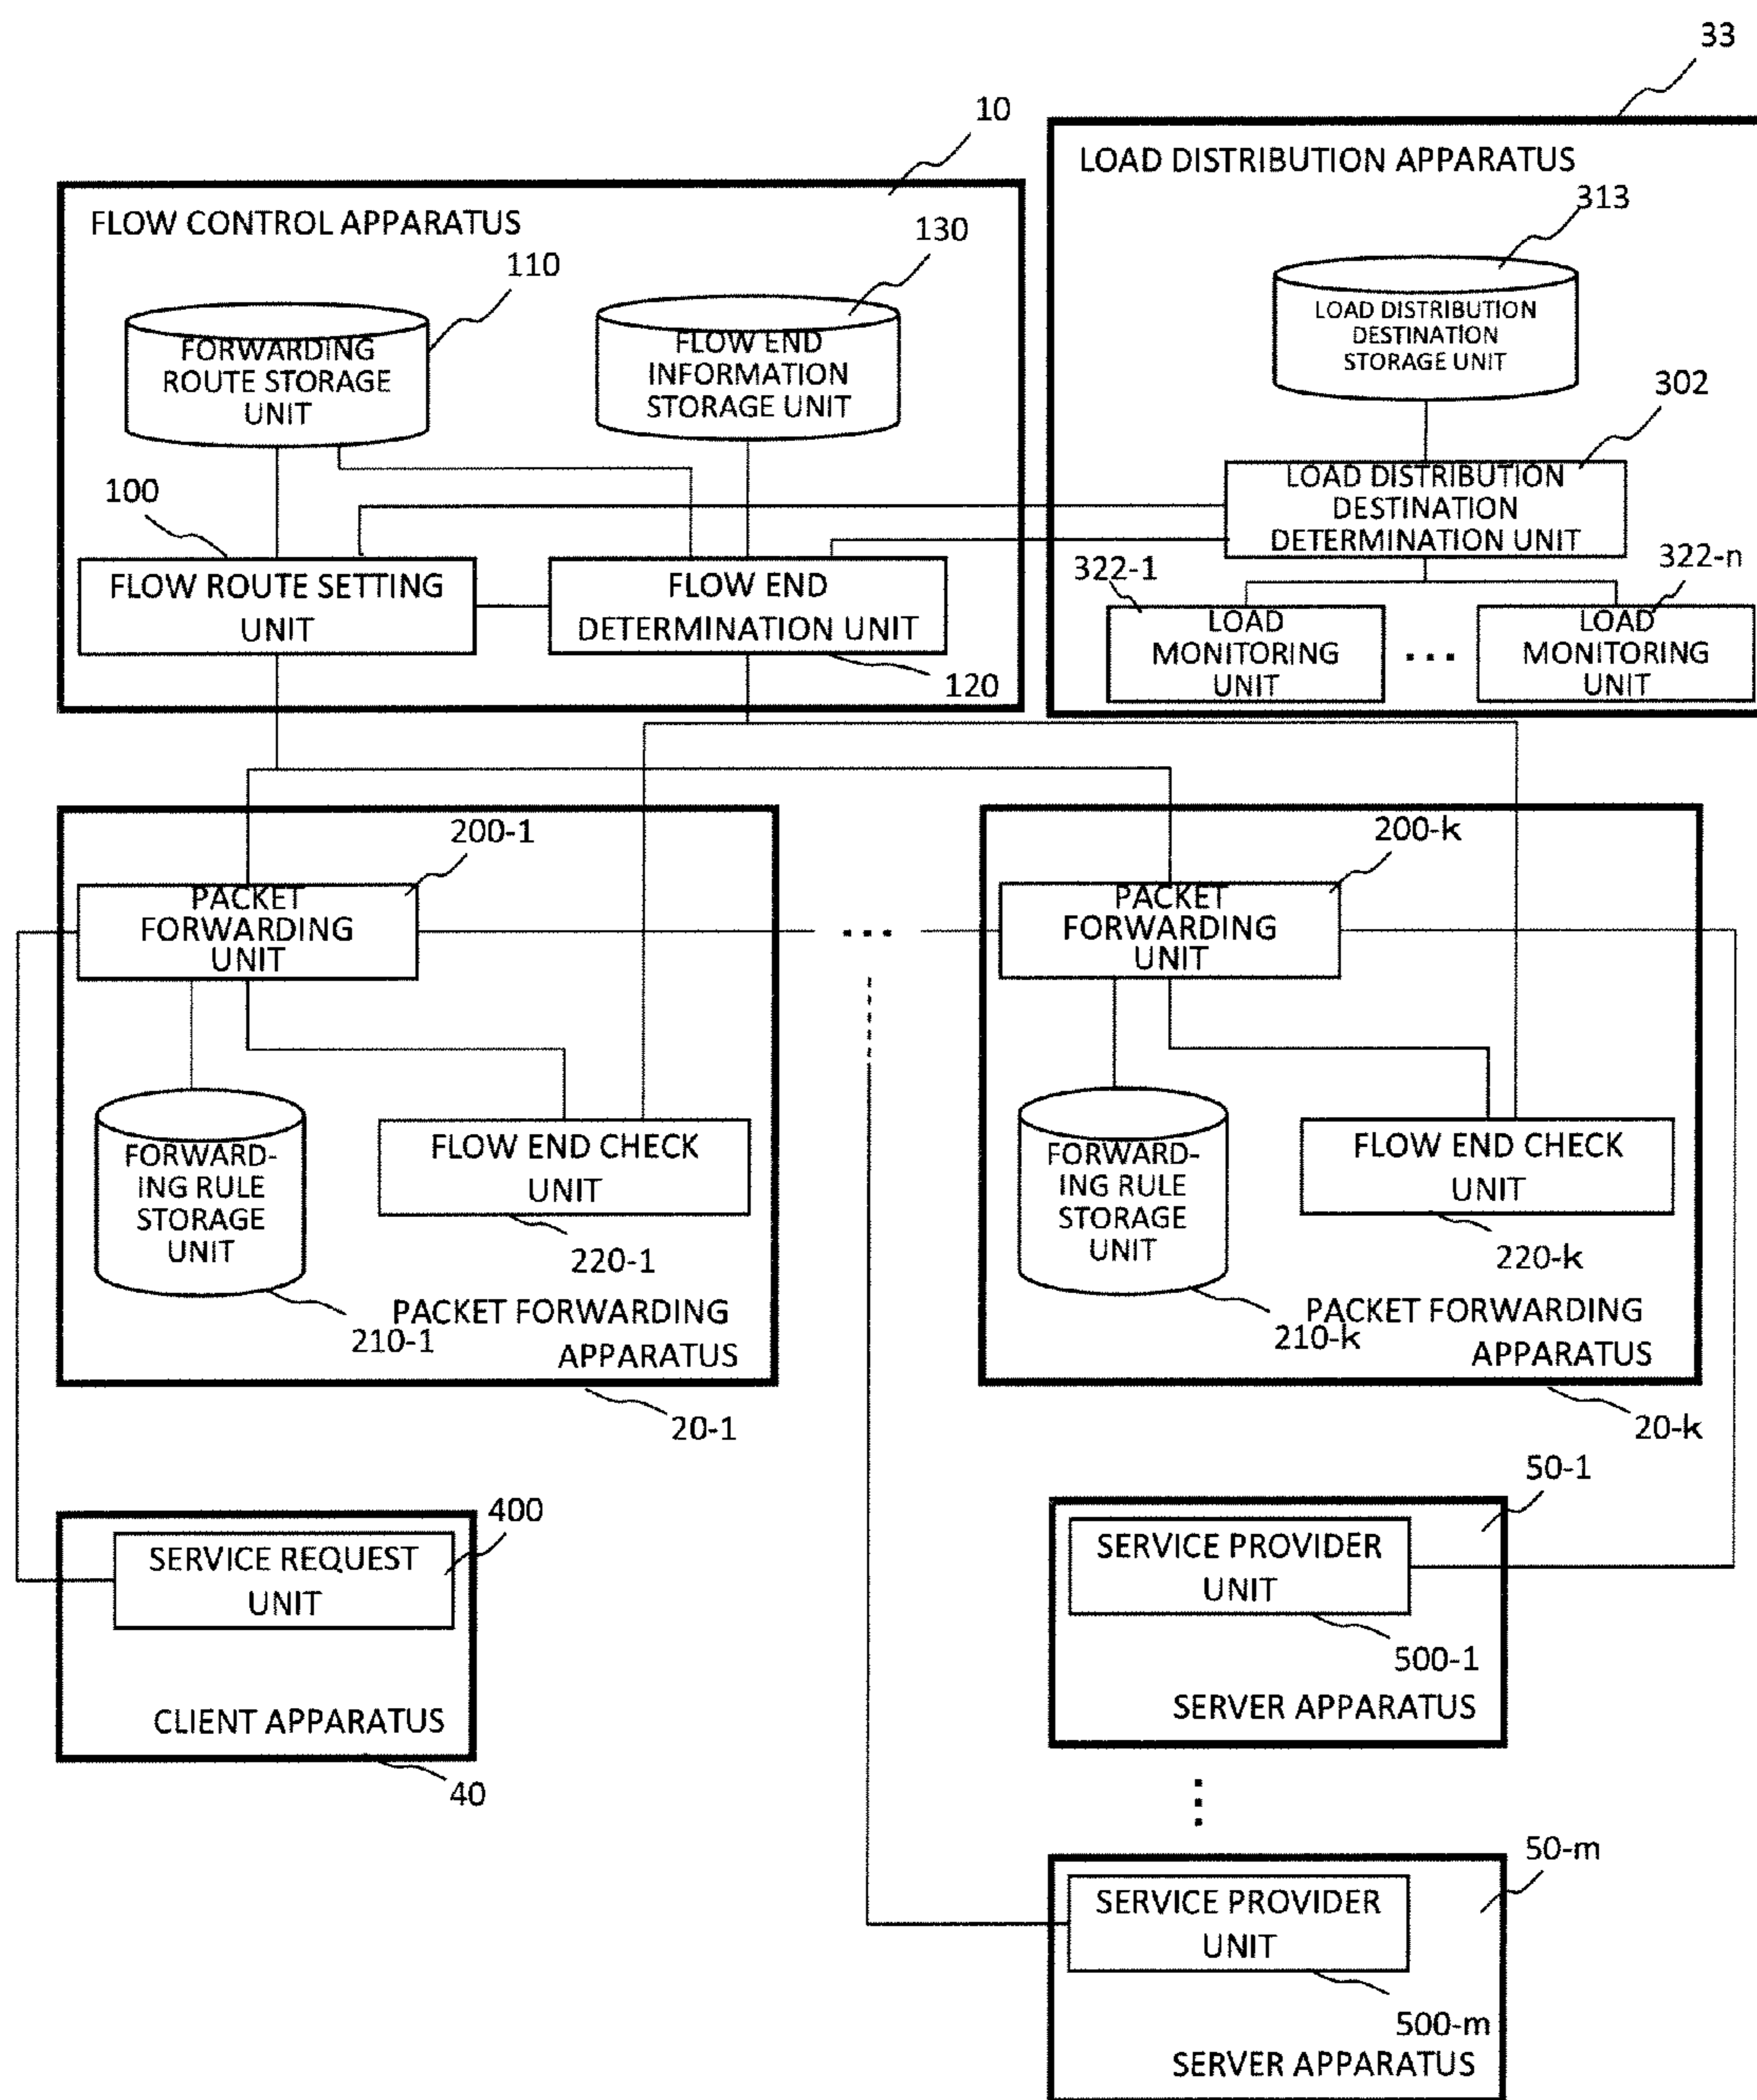 33
10
LOAD DISTRIBUTION APPARATUS
FLOW CONTROL APPARATUS
313
130
110
LOAD DISTRIBUTION
DESTINATION
STORAGE UNIT
FORWARDING
ROUTE STORAGE
UNIT
FLOW END
INFORMATION
STORAGE UNIT
302
100
LOAD DISTRIBUTION
DESTINATION
DETERMINATION UNIT
FLOW ROUTE SETTING
UNIT
FLOW END
DETERMINATION UNIT
322-1
322-n
LOAD
MONITORING
UNIT
...
LOAD
MONITORING
UNIT
120
200-1
200-k
PACKET
FORWARDING
UNIT
...
PACKET
FORWARDING
UNIT
FORWARD-
ING RULE
STORAGE
UNIT
FLOW END CHECK
UNIT
FORWARD-
ING RULE
STORAGE
UNIT
FLOW END CHECK
UNIT
220-1
220-k
210-1
PACKET FORWARDING
APPARATUS
210-k
PACKET FORWARDING
APPARATUS
20-1
20-k
50-1
400
SERVICE REQUEST
UNIT
SERVICE PROVIDER
UNIT
500-1
CLIENT APPARATUS
SERVER APPARATUS
40
50-m
SERVICE PROVIDER
UNIT
500-m
SERVER APPARATUS